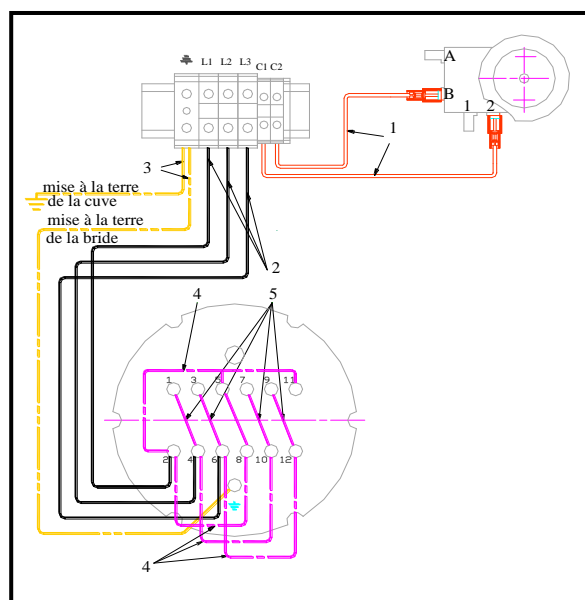 L1 L2 L3 C1 C2
A
B
1 2
1
3
mise à la terre
de la cuve
mise à la terre
de la bride
2
4 5
1 3 5 7 9 11
2 4 6 8 10 12
4